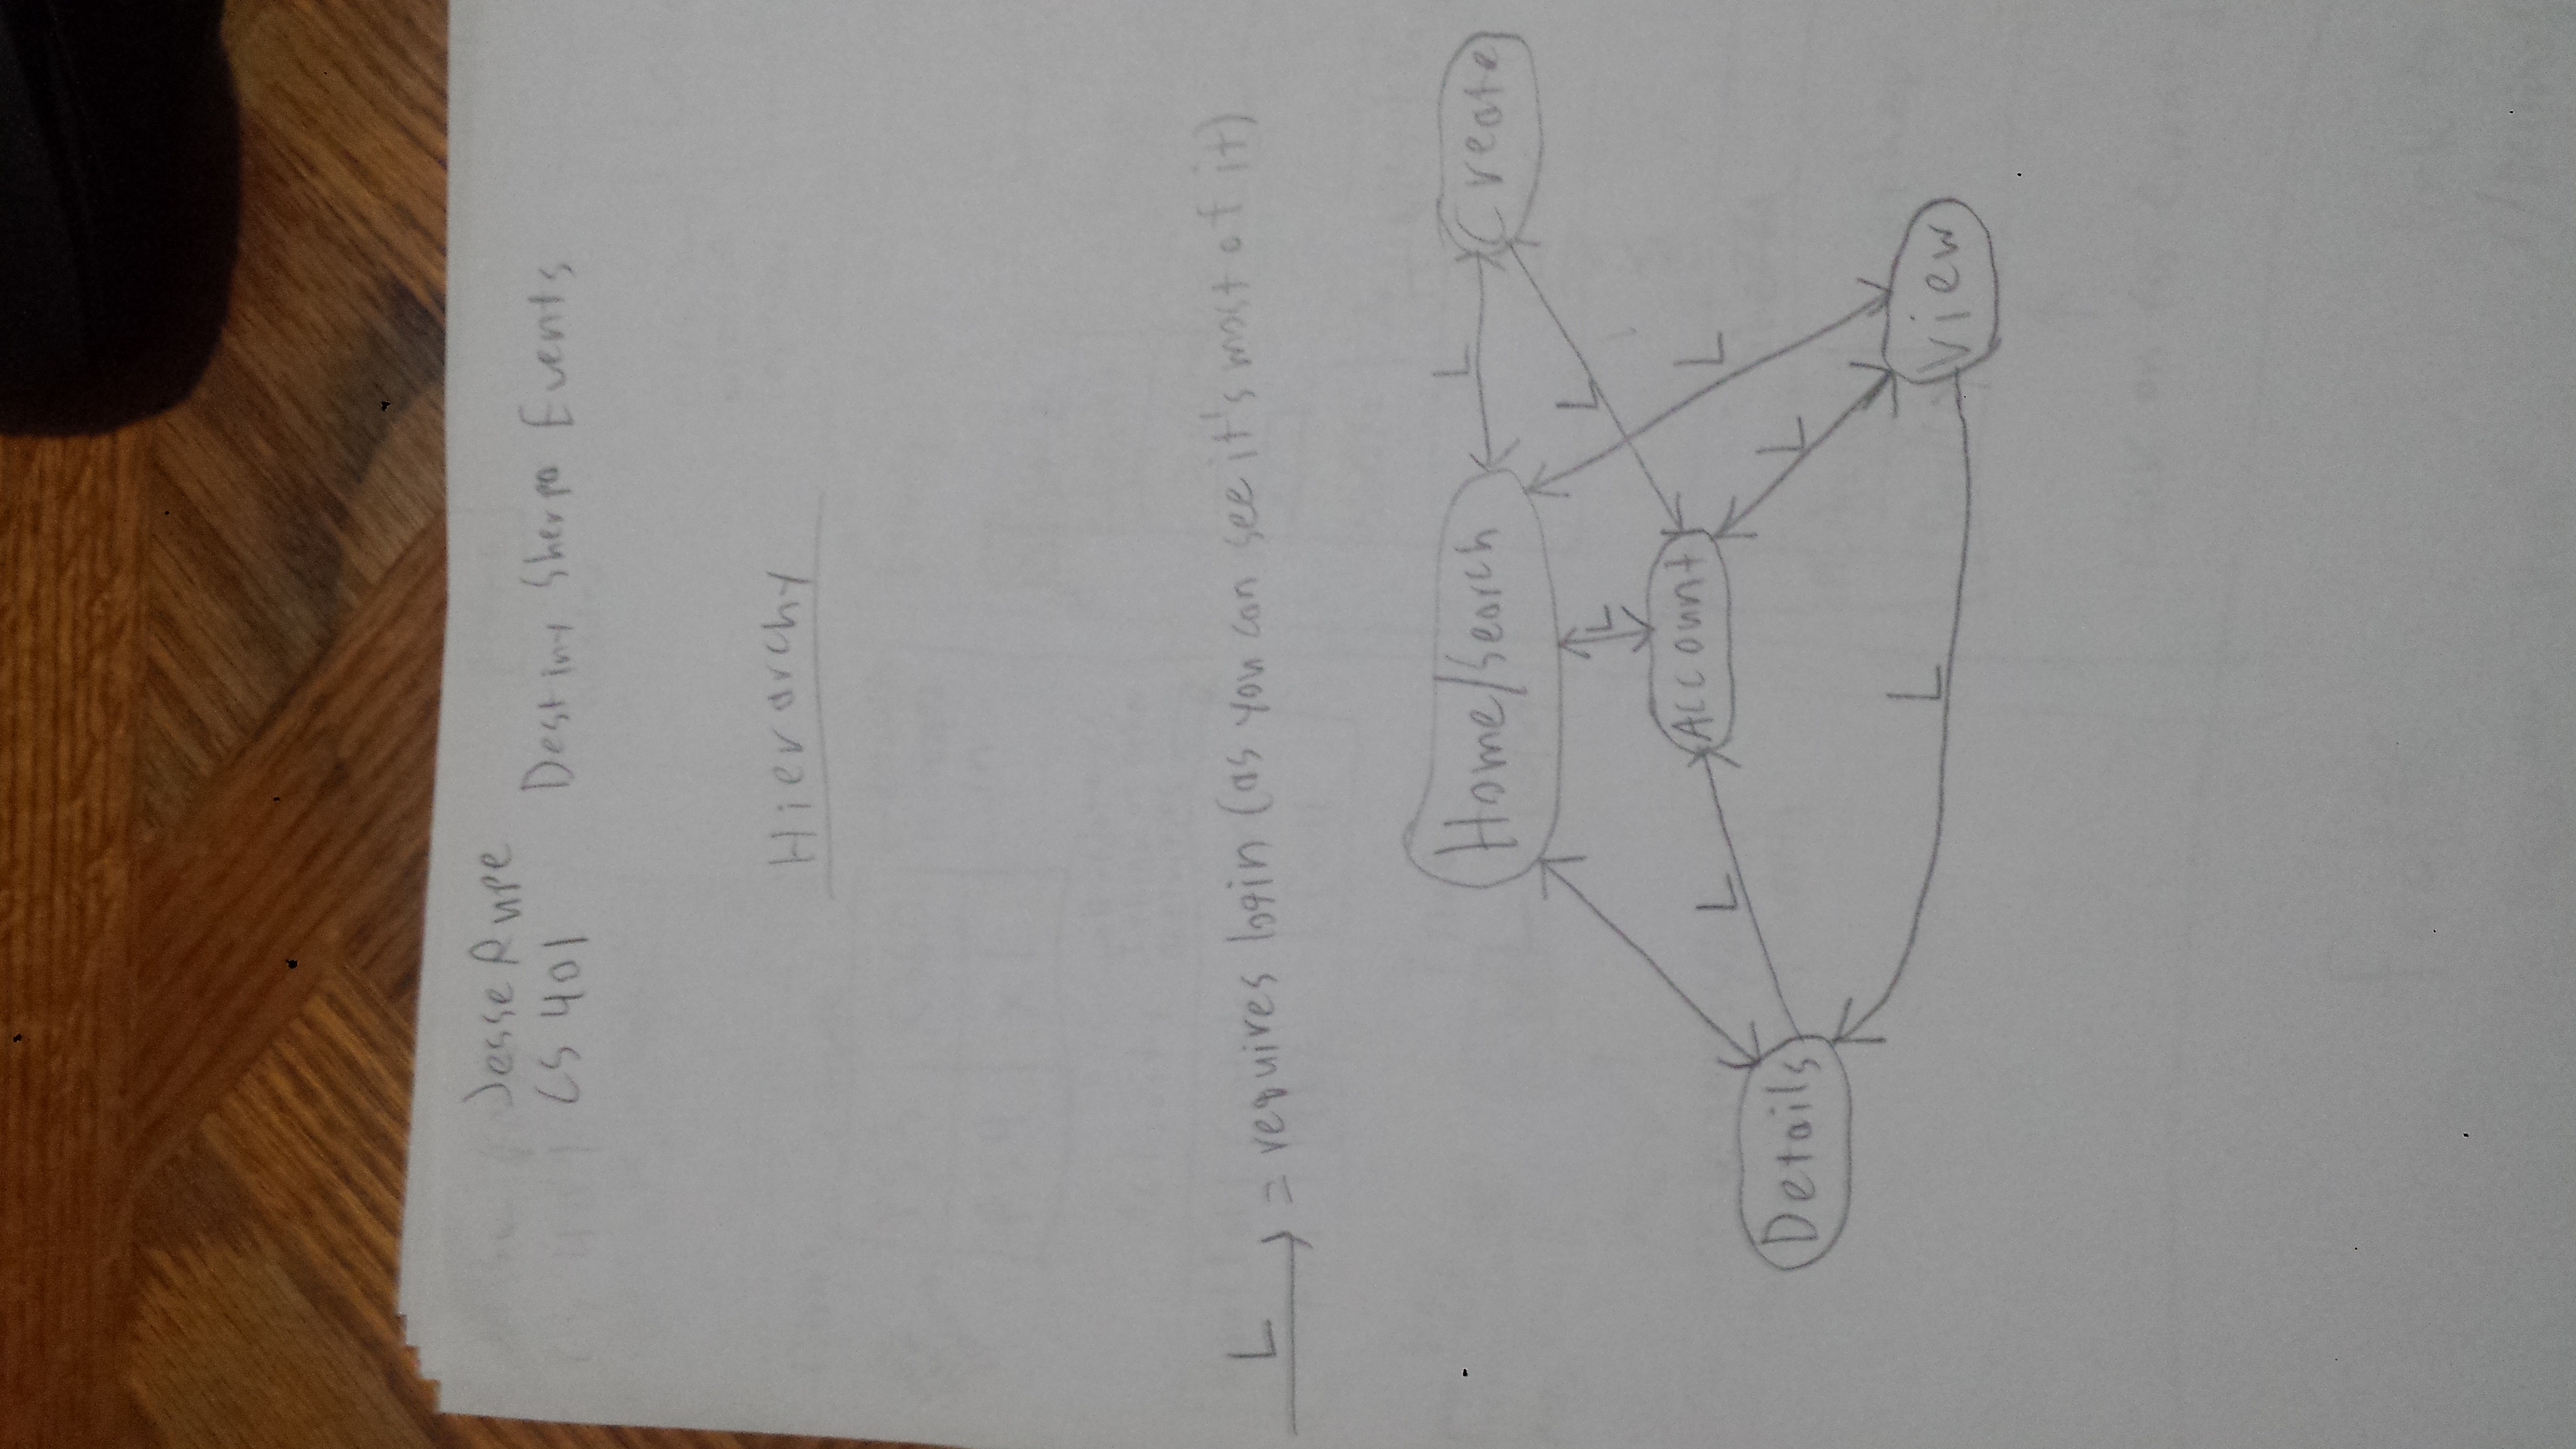 Jesse Rupe
CS 401 Destiny Sherpa Events
Hierarchy
L = requires login (as you can see it's most of it)
Home/Search L Create
L L
Account
L L
Details L
L View